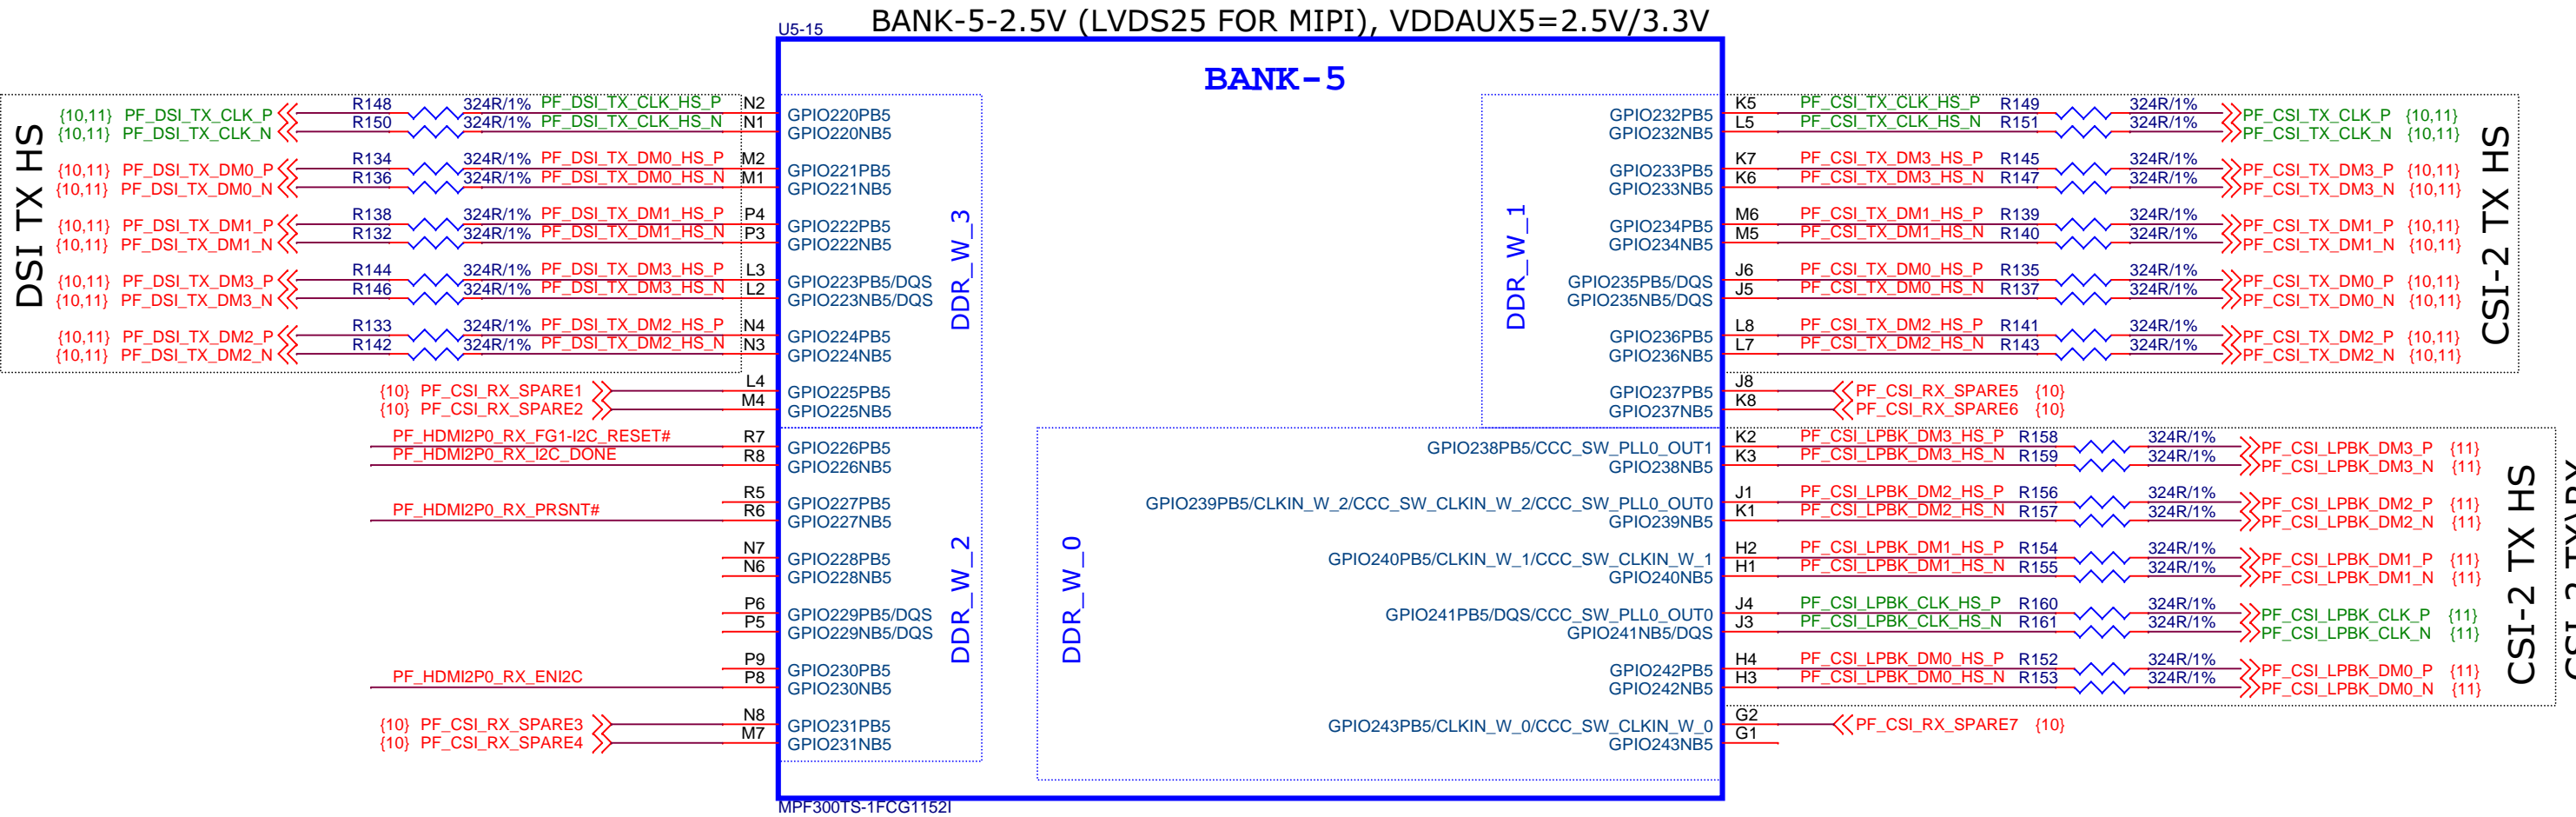 BANK-5-2.5V (LVDS25 FOR MIPI), VDDAUX5=2.5V/3.3V
U5-15
BANK-5
DSI TX HS
{10,11} PF_DSI_TX_CLK_P R148 324R/1% PF_DSI_TX_CLK_HS_P N2 GPIO220PB5
{10,11} PF_DSI_TX_CLK_N R150 324R/1% PF_DSI_TX_CLK_HS_N N1 GPIO220NB5
{10,11} PF_DSI_TX_DM0_P R134 324R/1% PF_DSI_TX_DM0_HS_P M2 GPIO221PB5
{10,11} PF_DSI_TX_DM0_N R136 324R/1% PF_DSI_TX_DM0_HS_N M1 GPIO221NB5
{10,11} PF_DSI_TX_DM1_P R138 324R/1% PF_DSI_TX_DM1_HS_P P4 GPIO222PB5
{10,11} PF_DSI_TX_DM1_N R132 324R/1% PF_DSI_TX_DM1_HS_N P3 GPIO222NB5
{10,11} PF_DSI_TX_DM3_P R144 324R/1% PF_DSI_TX_DM3_HS_P L3 GPIO223PB5/DQS
{10,11} PF_DSI_TX_DM3_N R146 324R/1% PF_DSI_TX_DM3_HS_N L2 GPIO223NB5/DQS
{10,11} PF_DSI_TX_DM2_P R133 324R/1% PF_DSI_TX_DM2_HS_P N4 GPIO224PB5
{10,11} PF_DSI_TX_DM2_N R142 324R/1% PF_DSI_TX_DM2_HS_N N3 GPIO224NB5
{10} PF_CSI_RX_SPARE1 L4 GPIO225PB5
{10} PF_CSI_RX_SPARE2 M4 GPIO225NB5
DDR_W_3
PF_HDMI2P0_RX_FG1-I2C_RESET# R7 GPIO226PB5
PF_HDMI2P0_RX_I2C_DONE R8 GPIO226NB5
R5 GPIO227PB5
PF_HDMI2P0_RX_PRSNT# R6 GPIO227NB5
N7 GPIO228PB5
N6 GPIO228NB5
P6 GPIO229PB5/DQS
P5 GPIO229NB5/DQS
P9 GPIO230PB5
PF_HDMI2P0_RX_ENI2C P8 GPIO230NB5
{10} PF_CSI_RX_SPARE3 N8 GPIO231PB5
{10} PF_CSI_RX_SPARE4 M7 GPIO231NB5
DDR_W_2
DDR_W_1
GPIO232PB5 K5 PF_CSI_TX_CLK_HS_P R149 324R/1% PF_CSI_TX_CLK_P {10,11}
GPIO232NB5 L5 PF_CSI_TX_CLK_HS_N R151 324R/1% PF_CSI_TX_CLK_N {10,11}
GPIO233PB5 K7 PF_CSI_TX_DM3_HS_P R145 324R/1% PF_CSI_TX_DM3_P {10,11}
GPIO233NB5 K6 PF_CSI_TX_DM3_HS_N R147 324R/1% PF_CSI_TX_DM3_N {10,11}
GPIO234PB5 M6 PF_CSI_TX_DM1_HS_P R139 324R/1% PF_CSI_TX_DM1_P {10,11}
GPIO234NB5 M5 PF_CSI_TX_DM1_HS_N R140 324R/1% PF_CSI_TX_DM1_N {10,11}
GPIO235PB5/DQS J6 PF_CSI_TX_DM0_HS_P R135 324R/1% PF_CSI_TX_DM0_P {10,11}
GPIO235NB5/DQS J5 PF_CSI_TX_DM0_HS_N R137 324R/1% PF_CSI_TX_DM0_N {10,11}
GPIO236PB5 L8 PF_CSI_TX_DM2_HS_P R141 324R/1% PF_CSI_TX_DM2_P {10,11}
GPIO236NB5 L7 PF_CSI_TX_DM2_HS_N R143 324R/1% PF_CSI_TX_DM2_N {10,11}
CSI-2 TX HS
GPIO237PB5 J8 PF_CSI_RX_SPARE5 {10}
GPIO237NB5 K8 PF_CSI_RX_SPARE6 {10}
DDR_W_0
GPIO238PB5/CCC_SW_PLL0_OUT1 K2 PF_CSI_LPBK_DM3_HS_P R158 324R/1% PF_CSI_LPBK_DM3_P {11}
GPIO238NB5 K3 PF_CSI_LPBK_DM3_HS_N R159 324R/1% PF_CSI_LPBK_DM3_N {11}
GPIO239PB5/CLKIN_W_2/CCC_SW_CLKIN_W_2/CCC_SW_PLL0_OUT0 J1 PF_CSI_LPBK_DM2_HS_P R156 324R/1% PF_CSI_LPBK_DM2_P {11}
GPIO239NB5 K1 PF_CSI_LPBK_DM2_HS_N R157 324R/1% PF_CSI_LPBK_DM2_N {11}
GPIO240PB5/CLKIN_W_1/CCC_SW_CLKIN_W_1 H2 PF_CSI_LPBK_DM1_HS_P R154 324R/1% PF_CSI_LPBK_DM1_P {11}
GPIO240NB5 H1 PF_CSI_LPBK_DM1_HS_N R155 324R/1% PF_CSI_LPBK_DM1_N {11}
GPIO241PB5/DQS/CCC_SW_PLL0_OUT0 J4 PF_CSI_LPBK_CLK_HS_P R160 324R/1% PF_CSI_LPBK_CLK_P {11}
GPIO241NB5/DQS J3 PF_CSI_LPBK_CLK_HS_N R161 324R/1% PF_CSI_LPBK_CLK_N {11}
GPIO242PB5 H4 PF_CSI_LPBK_DM0_HS_P R152 324R/1% PF_CSI_LPBK_DM0_P {11}
GPIO242NB5 H3 PF_CSI_LPBK_DM0_HS_N R153 324R/1% PF_CSI_LPBK_DM0_N {11}
CSI-2 TX HS
GPIO243PB5/CLKIN_W_0/CCC_SW_CLKIN_W_0 G2 PF_CSI_RX_SPARE7 {10}
GPIO243NB5 G1
MPF300TS-1FCG1152I